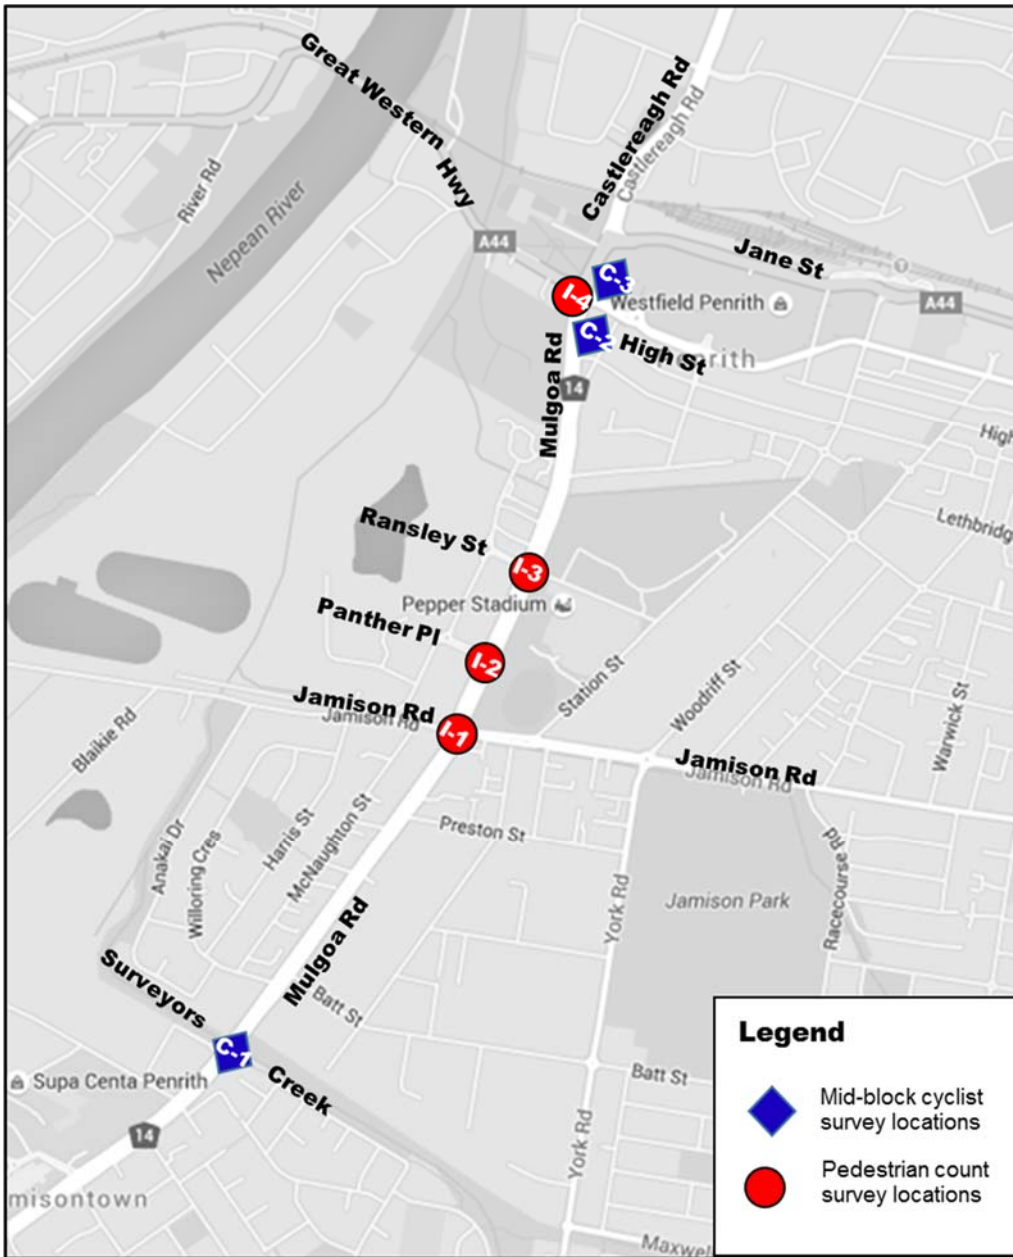 Great Western
Hwy
Castlereagh Rd
Castlereagh Rd
River Rd
Nepean River
A44
Jane St
C-3
I-4
Westfield Penrith
A44
C-2
High St
Mulgoa Rd
14
High
Lethbridg
Ransley St
I-3
Pepper Stadium
Panther Pl
I-2
Station St
Woodriff St
Warwick St
Jamison Rd
Jamison Rd
I-1
Jamison Rd
Jamison Rd
Blaikie Rd
Preston St
Anakai Dr
Willoring Cres
Harris St
McNaughton St
Racecourse Rd
York Rd
Jamison Park
Mulgoa Rd
Surveyors
Creek
Batt St
C-1
Supa Centa Penrith
Batt St
14
York Rd
misontown
Maxwel
Legend
Mid-block cyclist
survey locations
Pedestrian count
survey locations